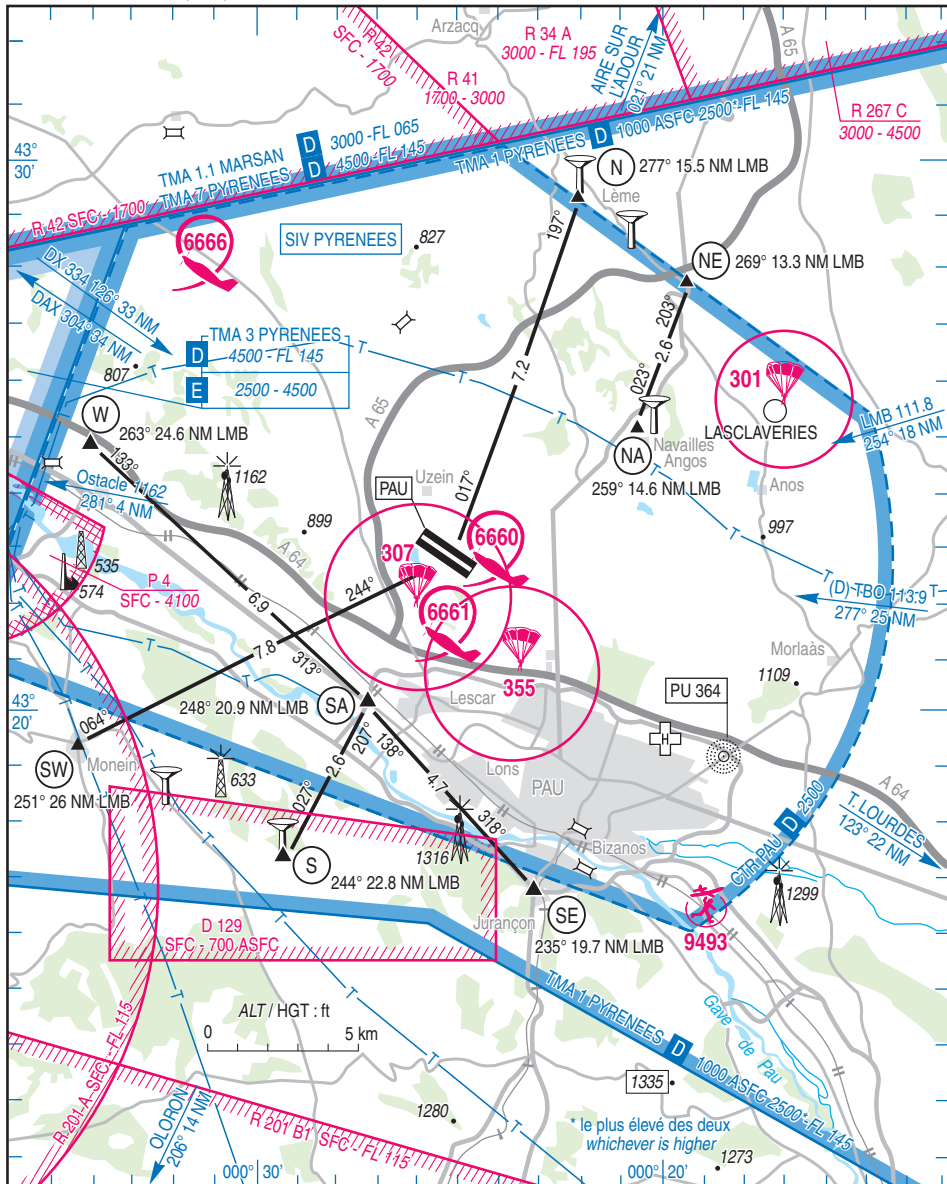 Arzacq
R 42
SFC - 1700
R 34 A
3000 - FL 195
R 41
1700 - 3000
AIRE SUR
L'ADOUR
021° 21 NM
A 65
R 267 C
3000 - 4500
43°
30'
TMA 1.1 MARSAN D 3000 -FL 065
TMA 7 PYRENEES D 4500 -FL 145
TMA 1 PYRENEES D 1000 ASFC 2500*-FL 145
N
277° 15.5 NM LMB
Lème
197°
R 42 SFC - 1700
6666
SIV PYRENEES
827
NE
269° 13.3 NM LMB
DX 334 126° 33 NM
DAX 304° 34 NM
TMA 3 PYRENEES
D 4500 - FL 145
E 2500 - 4500
807
T
T
T
203°
2.6
023°
7.2
301
LASCLAVERIES
LMB 111.8
254° 18 NM
W
263° 24.6 NM LMB
133°
A 65
NA
Navailles
Angos
259° 14.6 NM LMB
T
Ostacle 1162
281° 4 NM
1162
Uzein
PAU
017°
Anos
899
307
6660
997
T
535
574
P 4
SFC - 4100
A 64
244°
6661
T
(D) TBO 113.9
T
277° 25 NM
T
T
6.9
7.8
313°
355
Morlaàs
1109
43°
20'
T
248° 20.9 NM LMB
SA
Lescar
PU 364
064°
SW
Monein
251° 26 NM LMB
T
633
207°
2.6
027°
138°
4.7
318°
Lons
PAU
A 64
T. LOURDES
123° 22 NM
CTR PAU D 2500
S
244° 22.8 NM LMB
1316
Bizanos
1299
T
D 129
SFC - 700 ASFC
Jurançon
SE
235° 19.7 NM LMB
9493
T
T
TMA 1 PYRENEES D 1000 ASFC 2500*-FL 145
Gave de Pau
ALT / HGT : ft
0
5 km
T
T
R 201 A SFC - FL 115
OLORON
206° 14 NM
R 201 B1 SFC - FL 115
1280
1335
* le plus élevé des deux
whichever is higher
1273
000° 30'
000° 20'